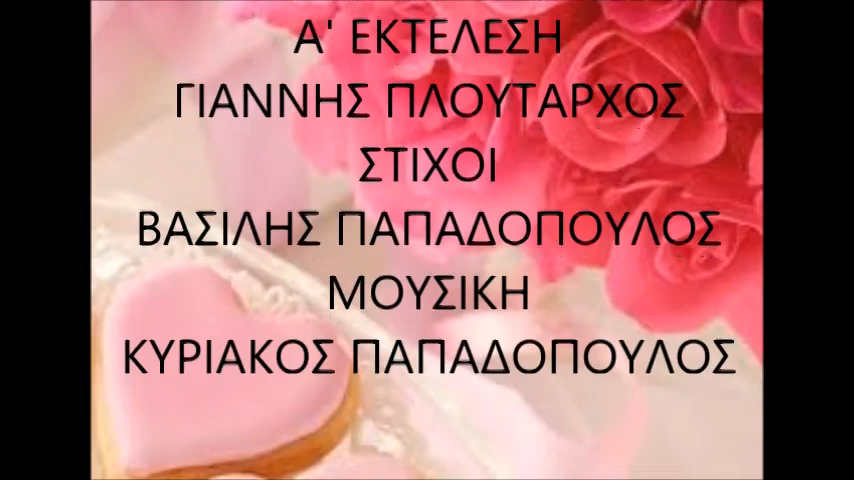 Α' ΕΚΤΕΛΕΣΗ
ΓΙΑΝΝΗΣ ΠΛΟΥΤΑΡΧΟΣ
ΣΤΙΧΟΙ
ΒΑΣΙΛΗΣ ΠΑΠΑΔΟΠΟΥΛΟΣ
ΜΟΥΣΙΚΗ
ΚΥΡΙΑΚΟΣ ΠΑΠΑΔΟΠΟΥΛΟΣ